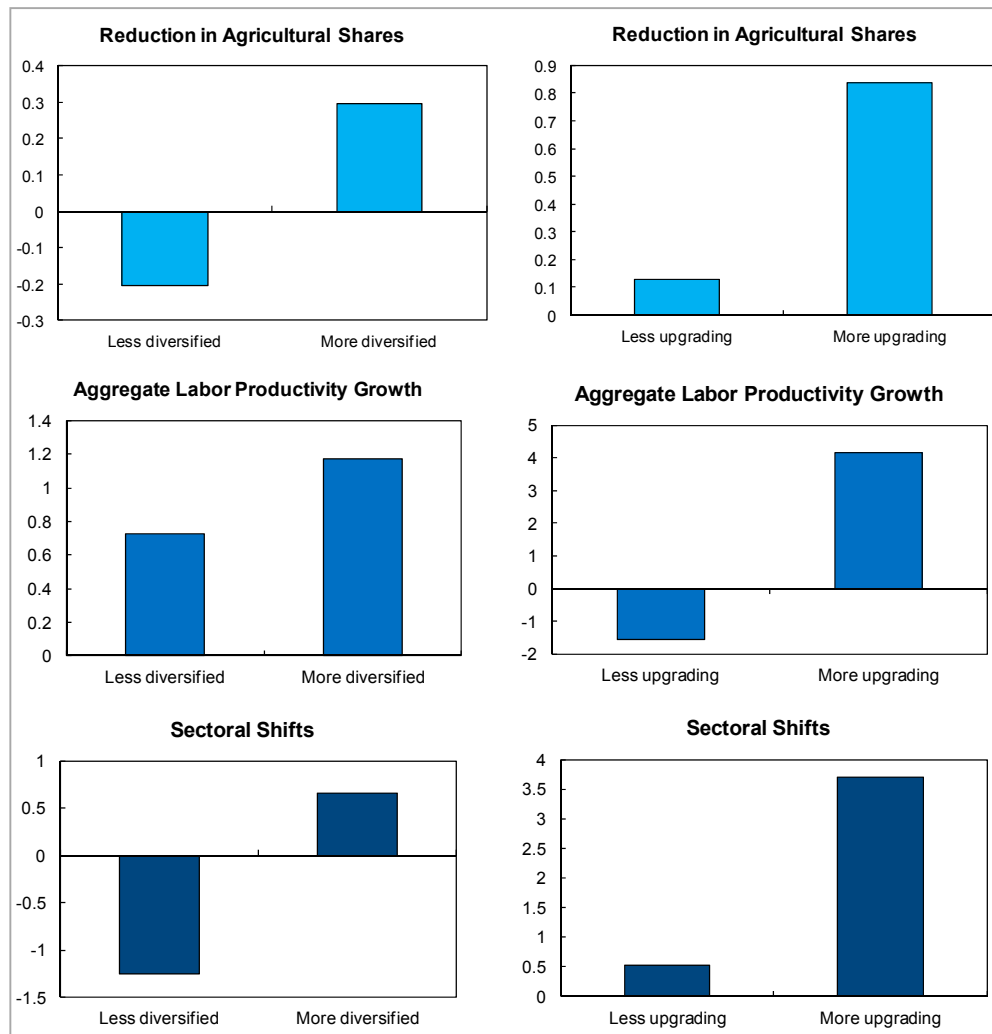 Reduction in Agricultural Shares
0.4
0.3
0.2
0.1
0
-0.1
-0.2
-0.3
Less diversified
More diversified
Reduction in Agricultural Shares
0.9
0.8
0.7
0.6
0.5
0.4
0.3
0.2
0.1
0
Less upgrading
More upgrading
Aggregate Labor Productivity Growth
1.4
1.2
1
0.8
0.6
0.4
0.2
0
Less diversified
More diversified
Aggregate Labor Productivity Growth
5
4
3
2
1
0
-1
-2
Less upgrading
More upgrading
Sectoral Shifts
1
0.5
0
-0.5
-1
-1.5
Less diversified
More diversified
Sectoral Shifts
4
3.5
3
2.5
2
1.5
1
0.5
0
Less upgrading
More upgrading